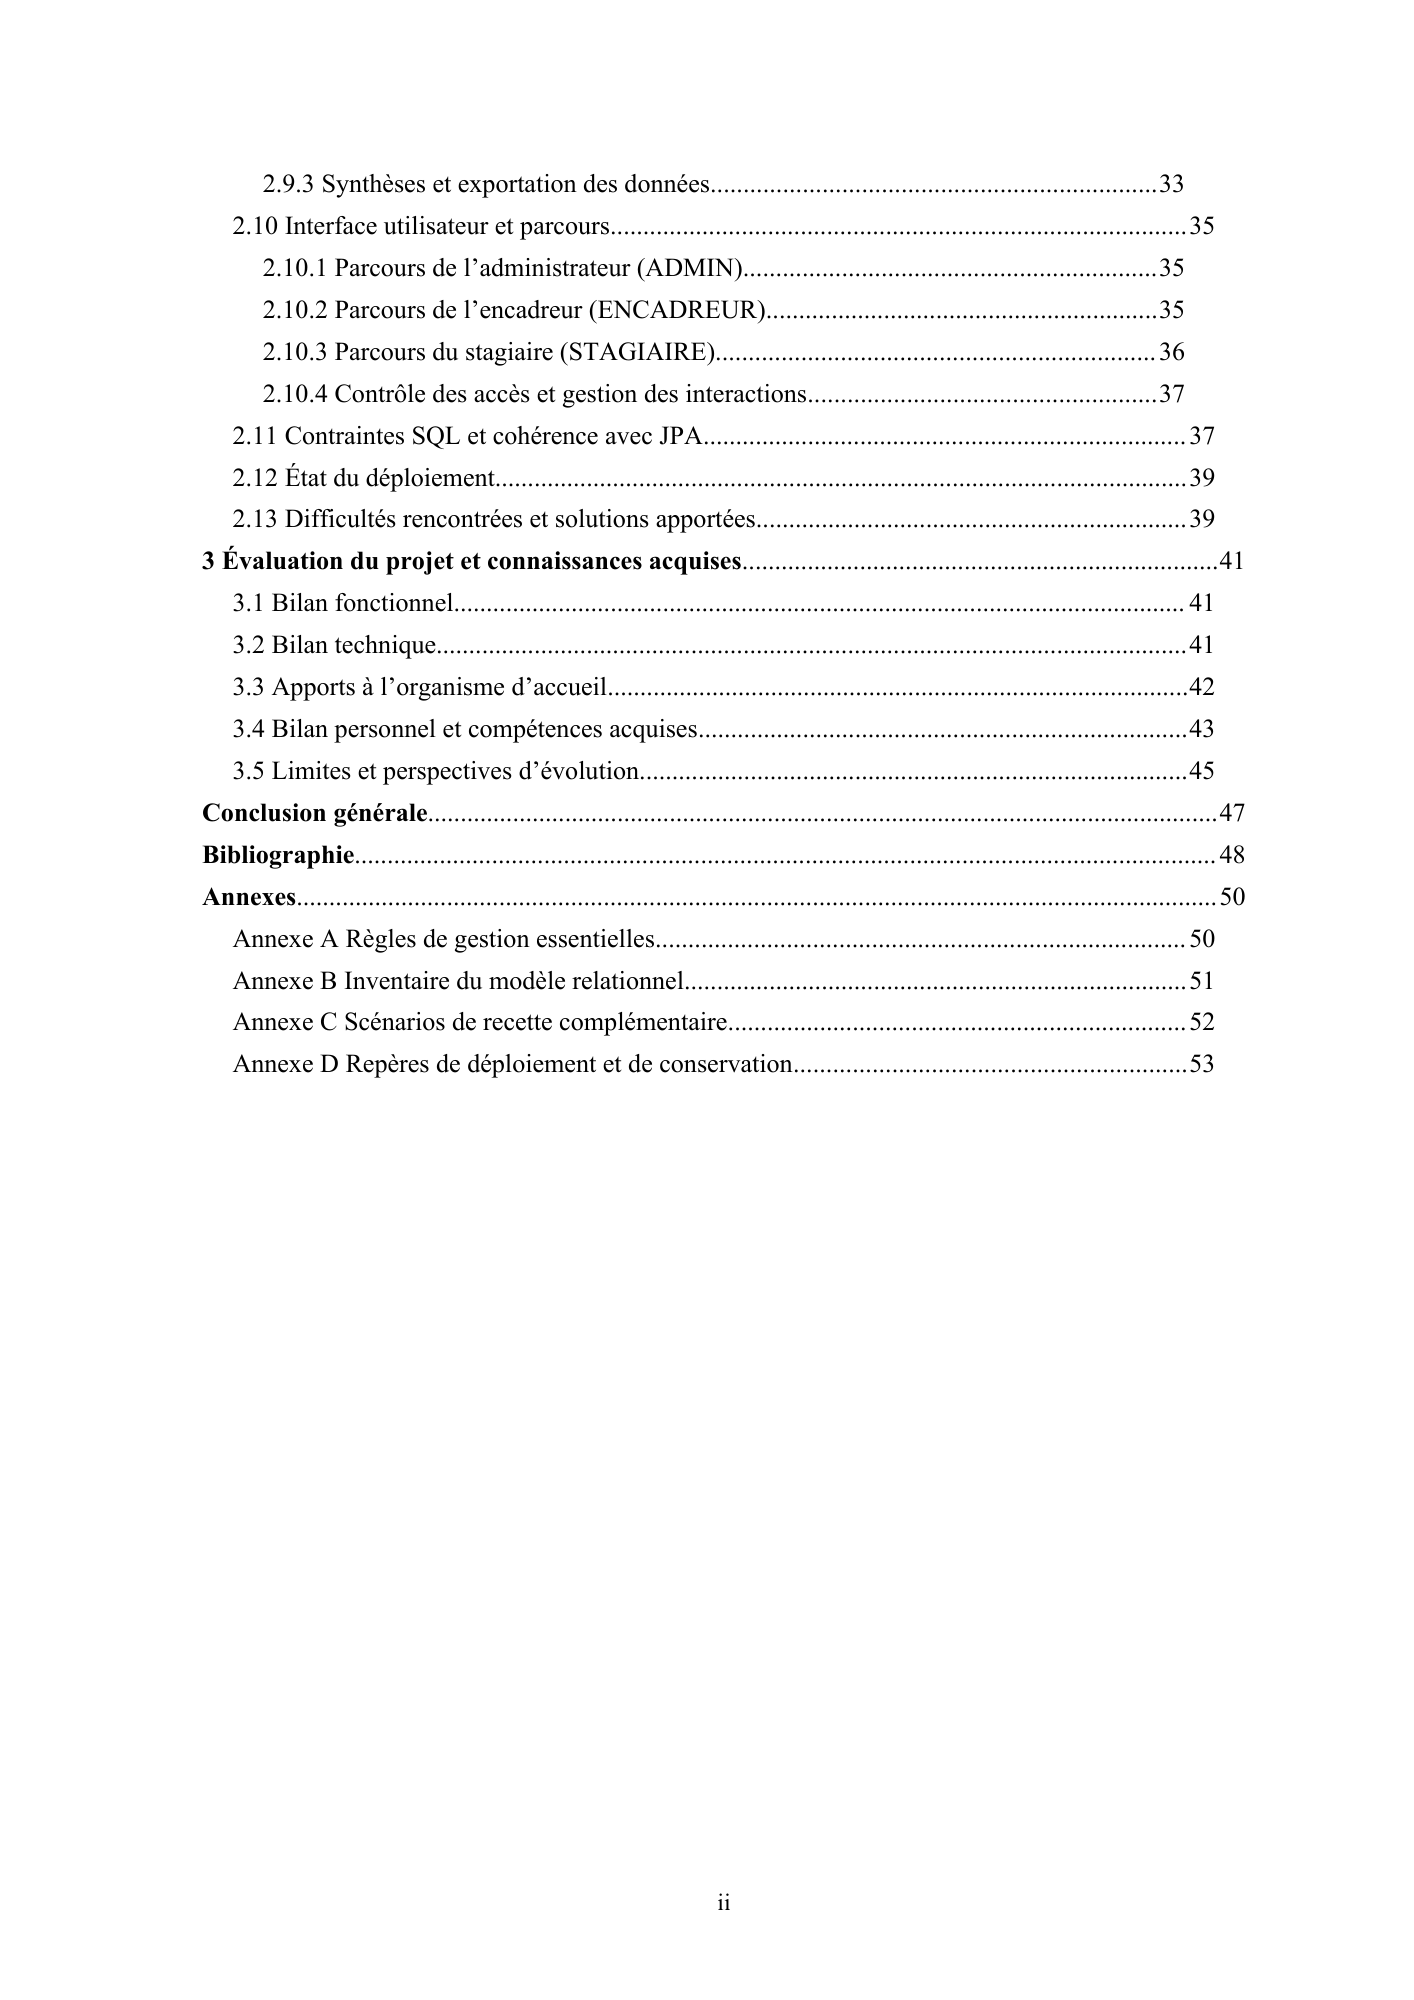 2.9.3 Synthèses et exportation des données....................................................................33
2.10 Interface utilisateur et parcours........................................................................................35
2.10.1 Parcours de l’administrateur (ADMIN)...............................................................35
2.10.2 Parcours de l’encadreur (ENCADREUR)............................................................35
2.10.3 Parcours du stagiaire (STAGIAIRE)...................................................................36
2.10.4 Contrôle des accès et gestion des interactions.....................................................37
2.11 Contraintes SQL et cohérence avec JPA..........................................................................37
2.12 État du déploiement..........................................................................................................39
2.13 Difficultés rencontrées et solutions apportées..................................................................39
3 Évaluation du projet et connaissances acquises.........................................................................41
3.1 Bilan fonctionnel................................................................................................................41
3.2 Bilan technique...................................................................................................................41
3.3 Apports à l’organisme d’accueil.........................................................................................42
3.4 Bilan personnel et compétences acquises...........................................................................43
3.5 Limites et perspectives d’évolution....................................................................................45
Conclusion générale.........................................................................................................................47
Bibliographie....................................................................................................................................48
Annexes.............................................................................................................................................50
Annexe A Règles de gestion essentielles.................................................................................50
Annexe B Inventaire du modèle relationnel.............................................................................51
Annexe C Scénarios de recette complémentaire......................................................................52
Annexe D Repères de déploiement et de conservation............................................................53
ii